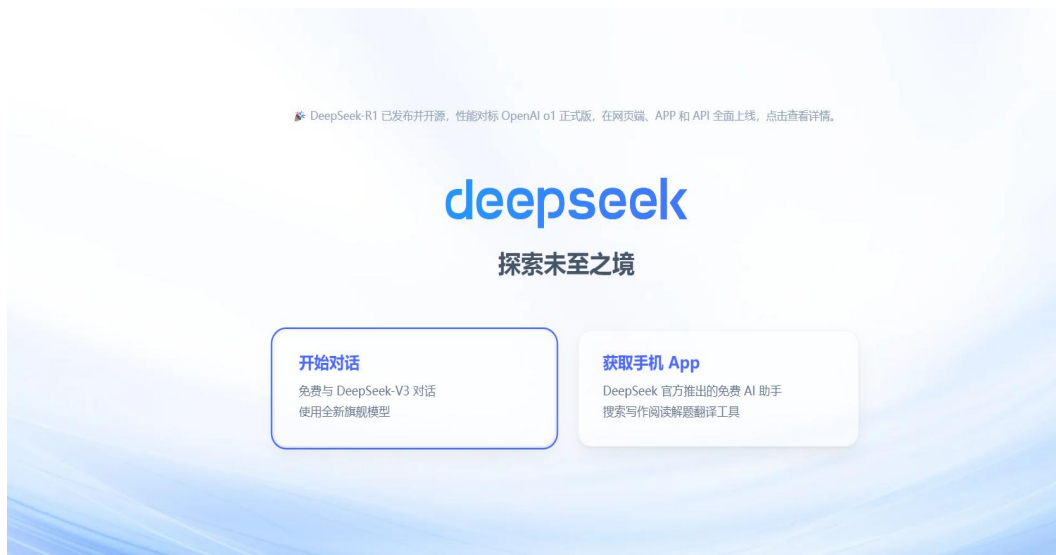 🎉 DeepSeek-R1 已发布并开源，性能对标 OpenAI o1 正式版，在网页端、APP 和 API 全面上线，点击查看详情。
deepseek
探索未至之境
开始对话
免费与 DeepSeek-V3 对话
使用全新旗舰模型
获取手机 App
DeepSeek 官方推出的免费 AI 助手
搜索写作阅读解题翻译工具